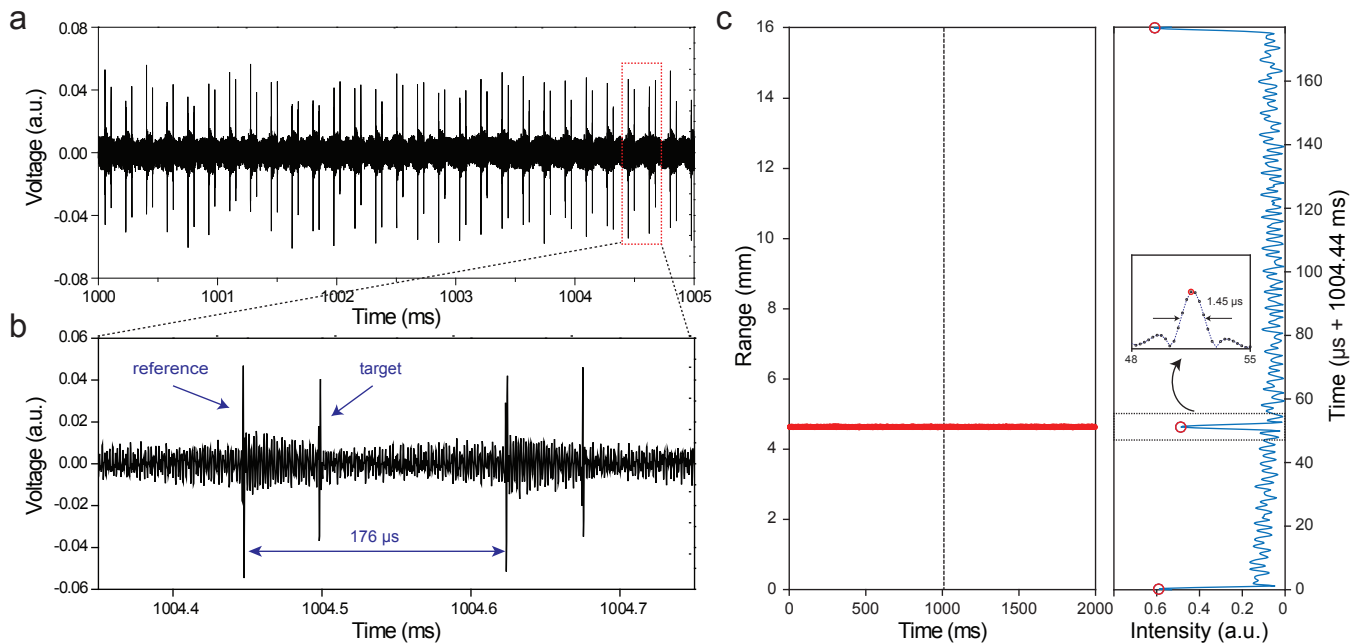 a
0.08
0.04
0.00
-0.04
-0.08
Voltage (a.u.)
1000 1001 1002 1003 1004 1005
Time (ms)
b
0.06
0.04
0.02
0.00
-0.02
-0.04
-0.06
Voltage (a.u.)
reference
target
176 µs
1004.4 1004.5 1004.6 1004.7
Time (ms)
c
16
14
12
10
8
6
4
2
0
Range (mm)
0 500 1000 1500 2000
Time (ms)
1.45 µs
48 55
160
140
120
100
80
60
40
20
0
Time (µs + 1004.44 ms)
0.6 0.4 0.2 0
Intensity (a.u.)